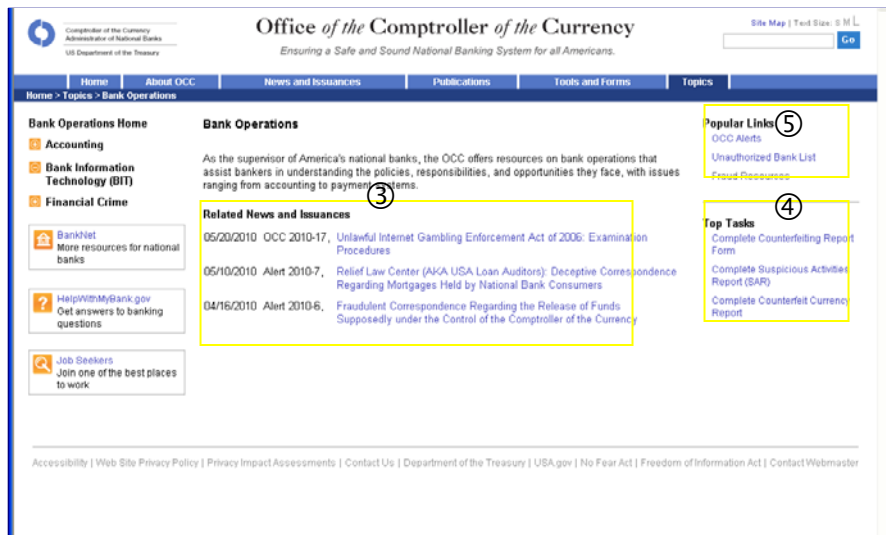 Comptroller of the Currency
Administrator of National Banks
US Department of the Treasury
Office of the Comptroller of the Currency
Ensuring a Safe and Sound National Banking System for all Americans.
Site Map | Text Size: S M L
Go
Home About OCC News and Issuances Publications Tools and Forms Topics
Home > Topics > Bank Operations
Bank Operations Home
Accounting
Bank Information
Technology (BIT)
Financial Crime
BankNet
More resources for national
banks
HelpWithMyBank.gov
Get answers to banking
questions
Job Seekers
Join one of the best places
to work
Bank Operations
As the supervisor of America's national banks, the OCC offers resources on bank operations that
assist bankers in understanding the policies, responsibilities, and opportunities they face, with issues
ranging from accounting to payment systems.
③
Related News and Issuances
05/20/2010 OCC 2010-17, Unlawful Internet Gambling Enforcement Act of 2006: Examination
Procedures
05/10/2010 Alert 2010-7, Relief Law Center (AKA USA Loan Auditors): Deceptive Correspondence
Regarding Mortgages Held by National Bank Consumers
04/16/2010 Alert 2010-6, Fraudulent Correspondence Regarding the Release of Funds
Supposedly under the Control of the Comptroller of the Currency
Popular Links ⑤
OCC Alerts
Unauthorized Bank List
Fraud Resources
④
Top Tasks
Complete Counterfeiting Report
Form
Complete Suspicious Activities
Report (SAR)
Complete Counterfeit Currency
Report
Accessibility | Web Site Privacy Policy | Privacy Impact Assessments | Contact Us | Department of the Treasury | USA.gov | No Fear Act | Freedom of Information Act | Contact Webmaster